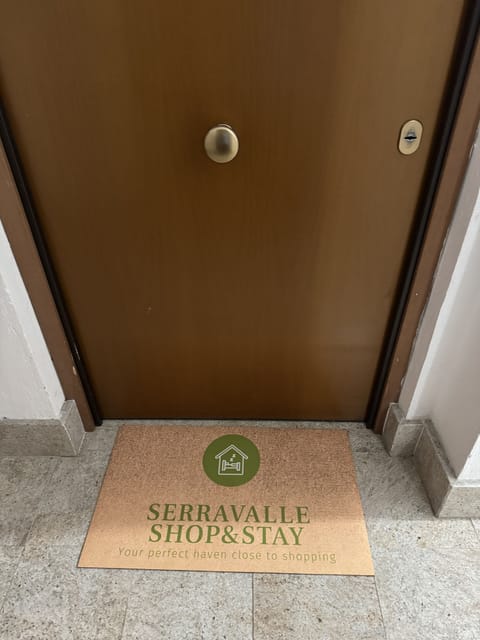 SERRAVALLE
SHOP&STAY
Your perfect haven close to shopping